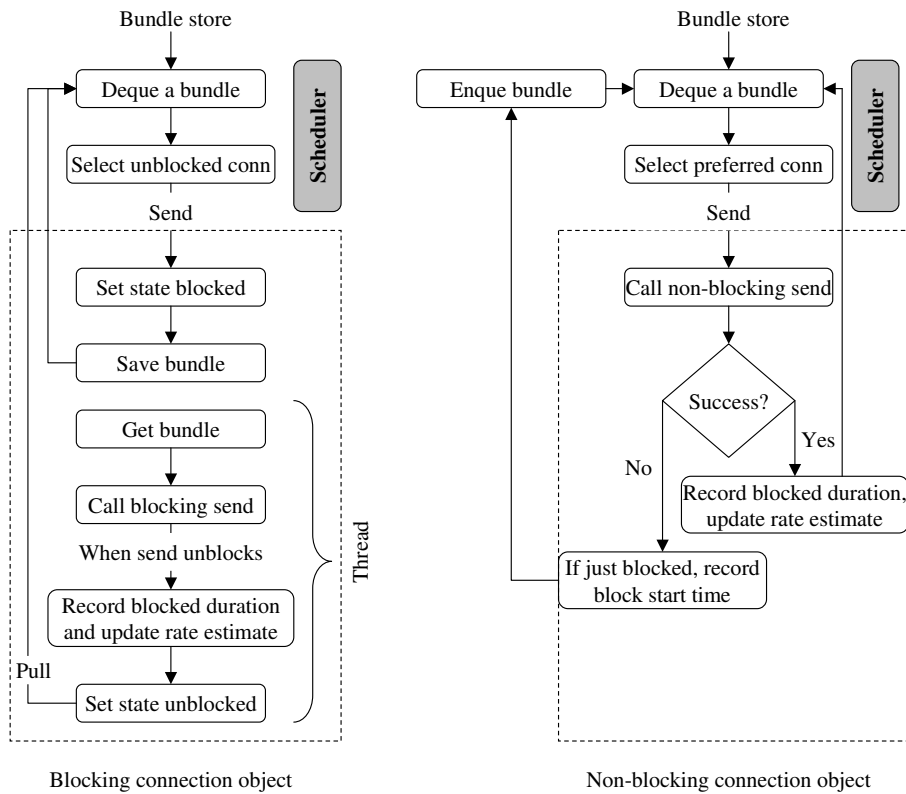 Bundle store
Deque a bundle
Scheduler
Select unblocked conn
Send
Set state blocked
Save bundle
Get bundle
Call blocking send
When send unblocks
Record blocked duration
and update rate estimate
Pull
Set state unblocked
Thread
Blocking connection object
Bundle store
Enque bundle
Deque a bundle
Scheduler
Select preferred conn
Send
Call non-blocking send
Success?
Yes
No
Record blocked duration,
update rate estimate
If just blocked, record
block start time
Non-blocking connection object